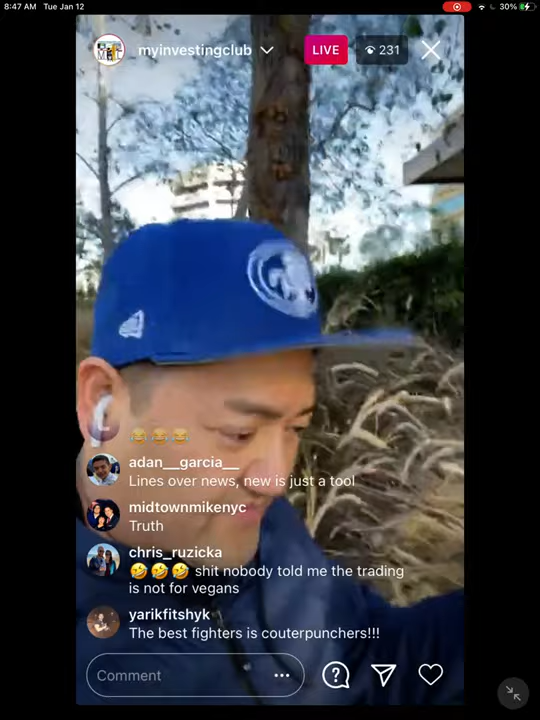 8:47 AM Tue Jan 12
30%
myinvestingclub
LIVE
231
😂😂😂
adan__garcia__
Lines over news, new is just a tool
midtownmikenyc
Truth
chris_ruzicka
🤣🤣🤣 shit nobody told me the trading
is not for vegans
yarikfitshyk
The best fighters is couterpunchers!!!
Comment